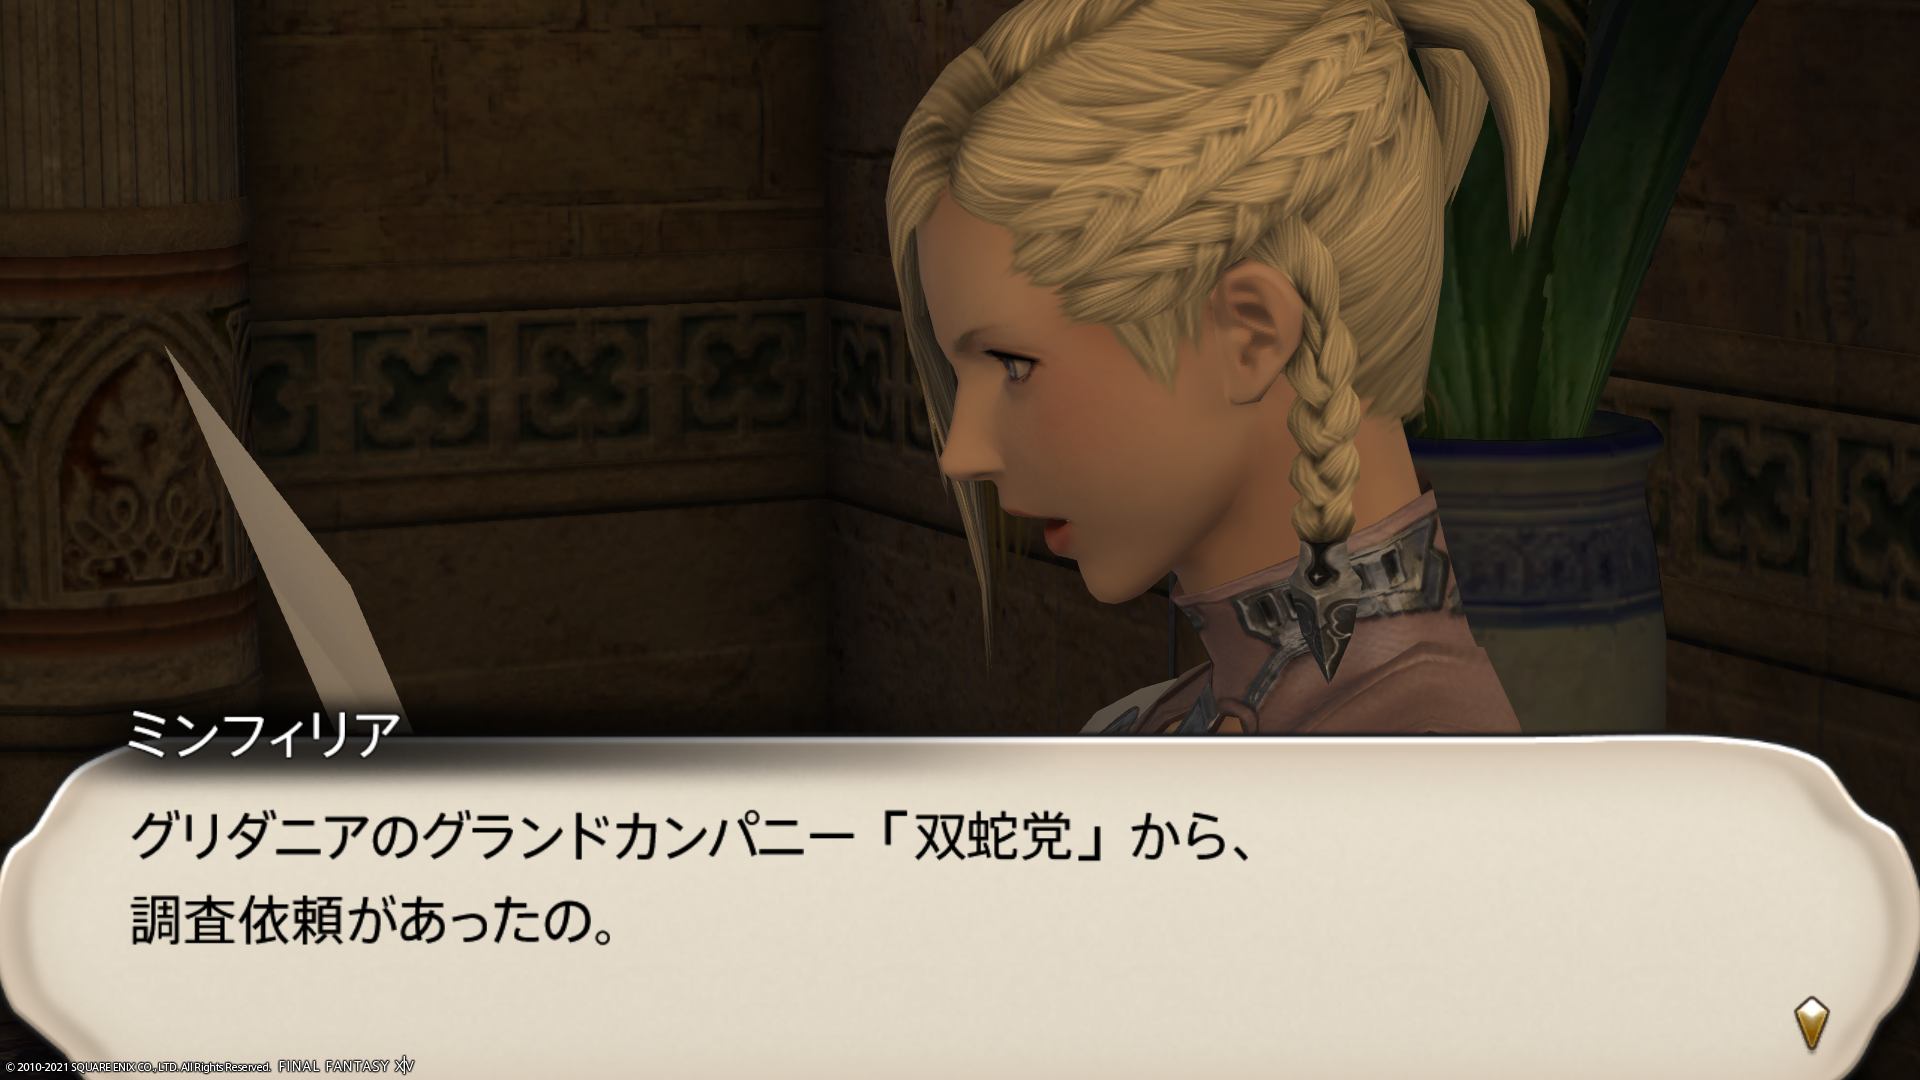 ミンフィリア
グリダニアのグランドカンパニー「双蛇党」から、
調査依頼があったの。
© 2010-2021 SQUARE ENIX CO., LTD. All Rights Reserved. FINAL FANTASY XIV